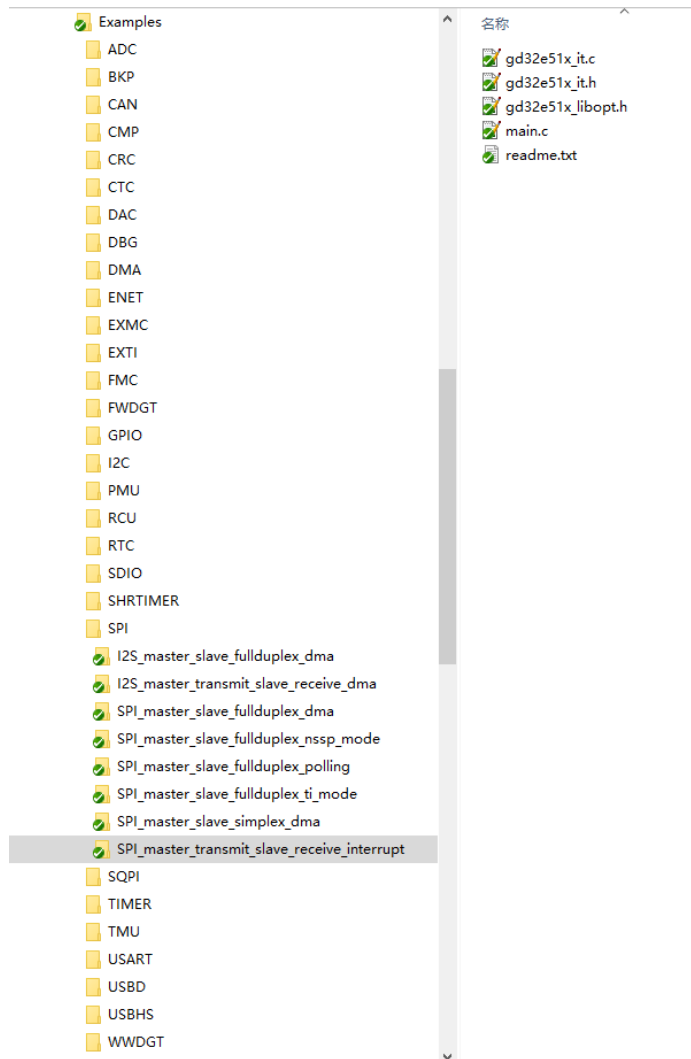 Examples
ADC
BKP
CAN
CMP
CRC
CTC
DAC
DBG
DMA
ENET
EXMC
EXTI
FMC
FWDGT
GPIO
I2C
PMU
RCU
RTC
SDIO
SHRTIMER
SPI
I2S_master_slave_fullduplex_dma
I2S_master_transmit_slave_receive_dma
SPI_master_slave_fullduplex_dma
SPI_master_slave_fullduplex_nssp_mode
SPI_master_slave_fullduplex_polling
SPI_master_slave_fullduplex_ti_mode
SPI_master_slave_simplex_dma
SPI_master_transmit_slave_receive_interrupt
SQPI
TIMER
TMU
USART
USBD
USBHS
WWDGT
名称
gd32e51x_it.c
gd32e51x_it.h
gd32e51x_libopt.h
main.c
readme.txt